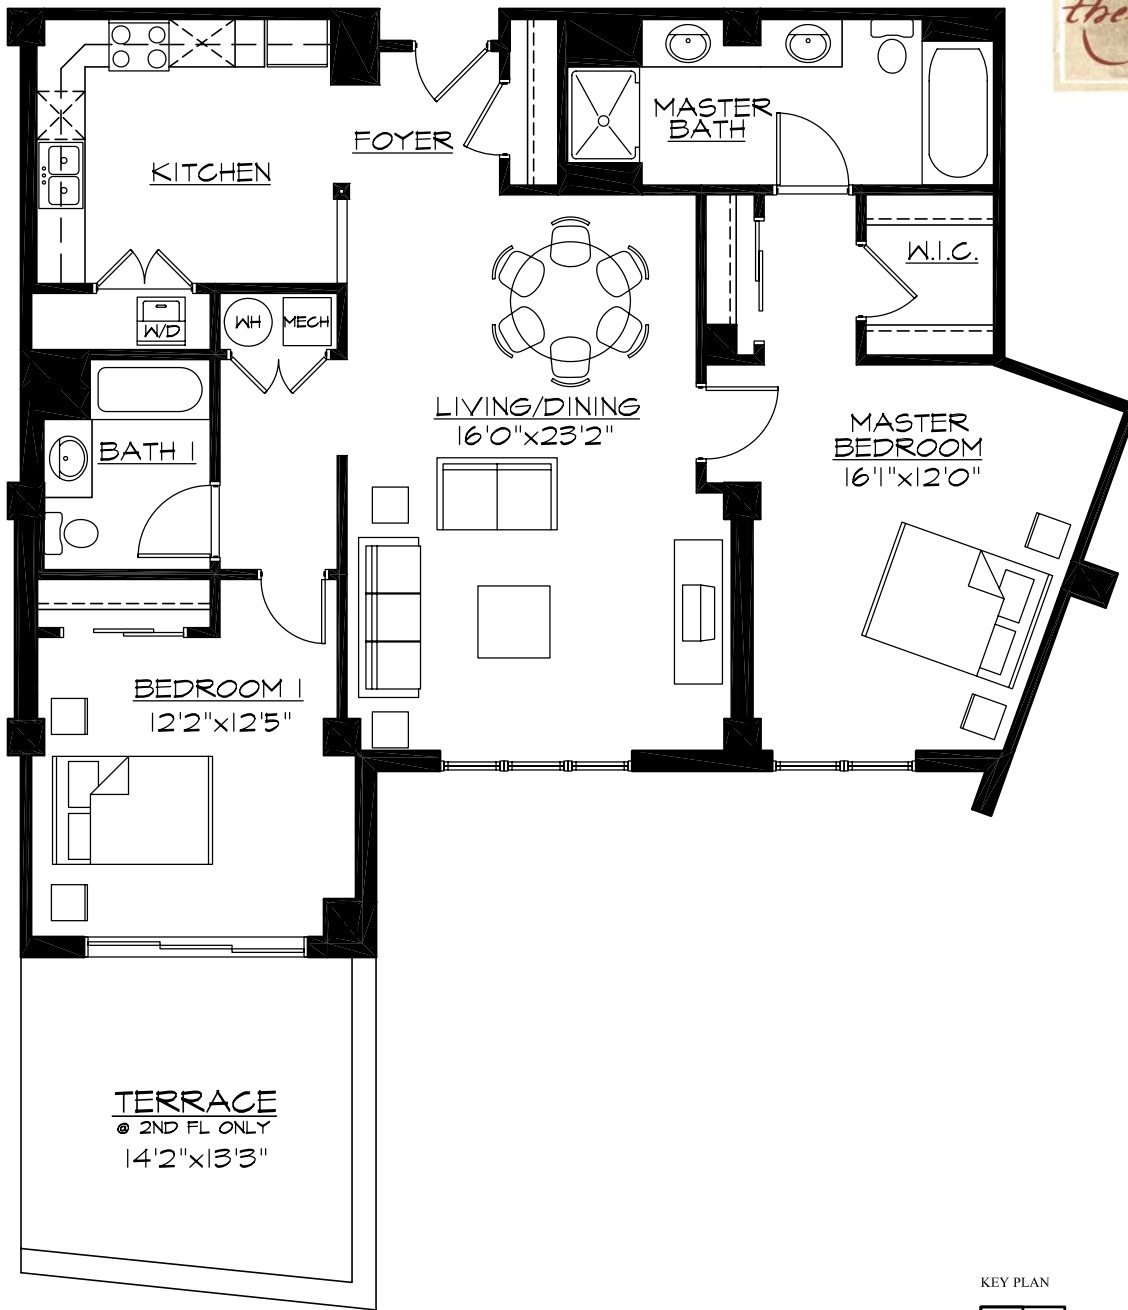 the
MASTER
BATH
FOYER
KITCHEN
W.I.C.
W/D
WH
MECH
LIVING/DINING
16'0"x23'2"
MASTER
BEDROOM
16'1"x12'0"
BATH 1
BEDROOM 1
12'2"x12'5"
TERRACE
@ 2ND FL ONLY
14'2"x13'3"
KEY PLAN